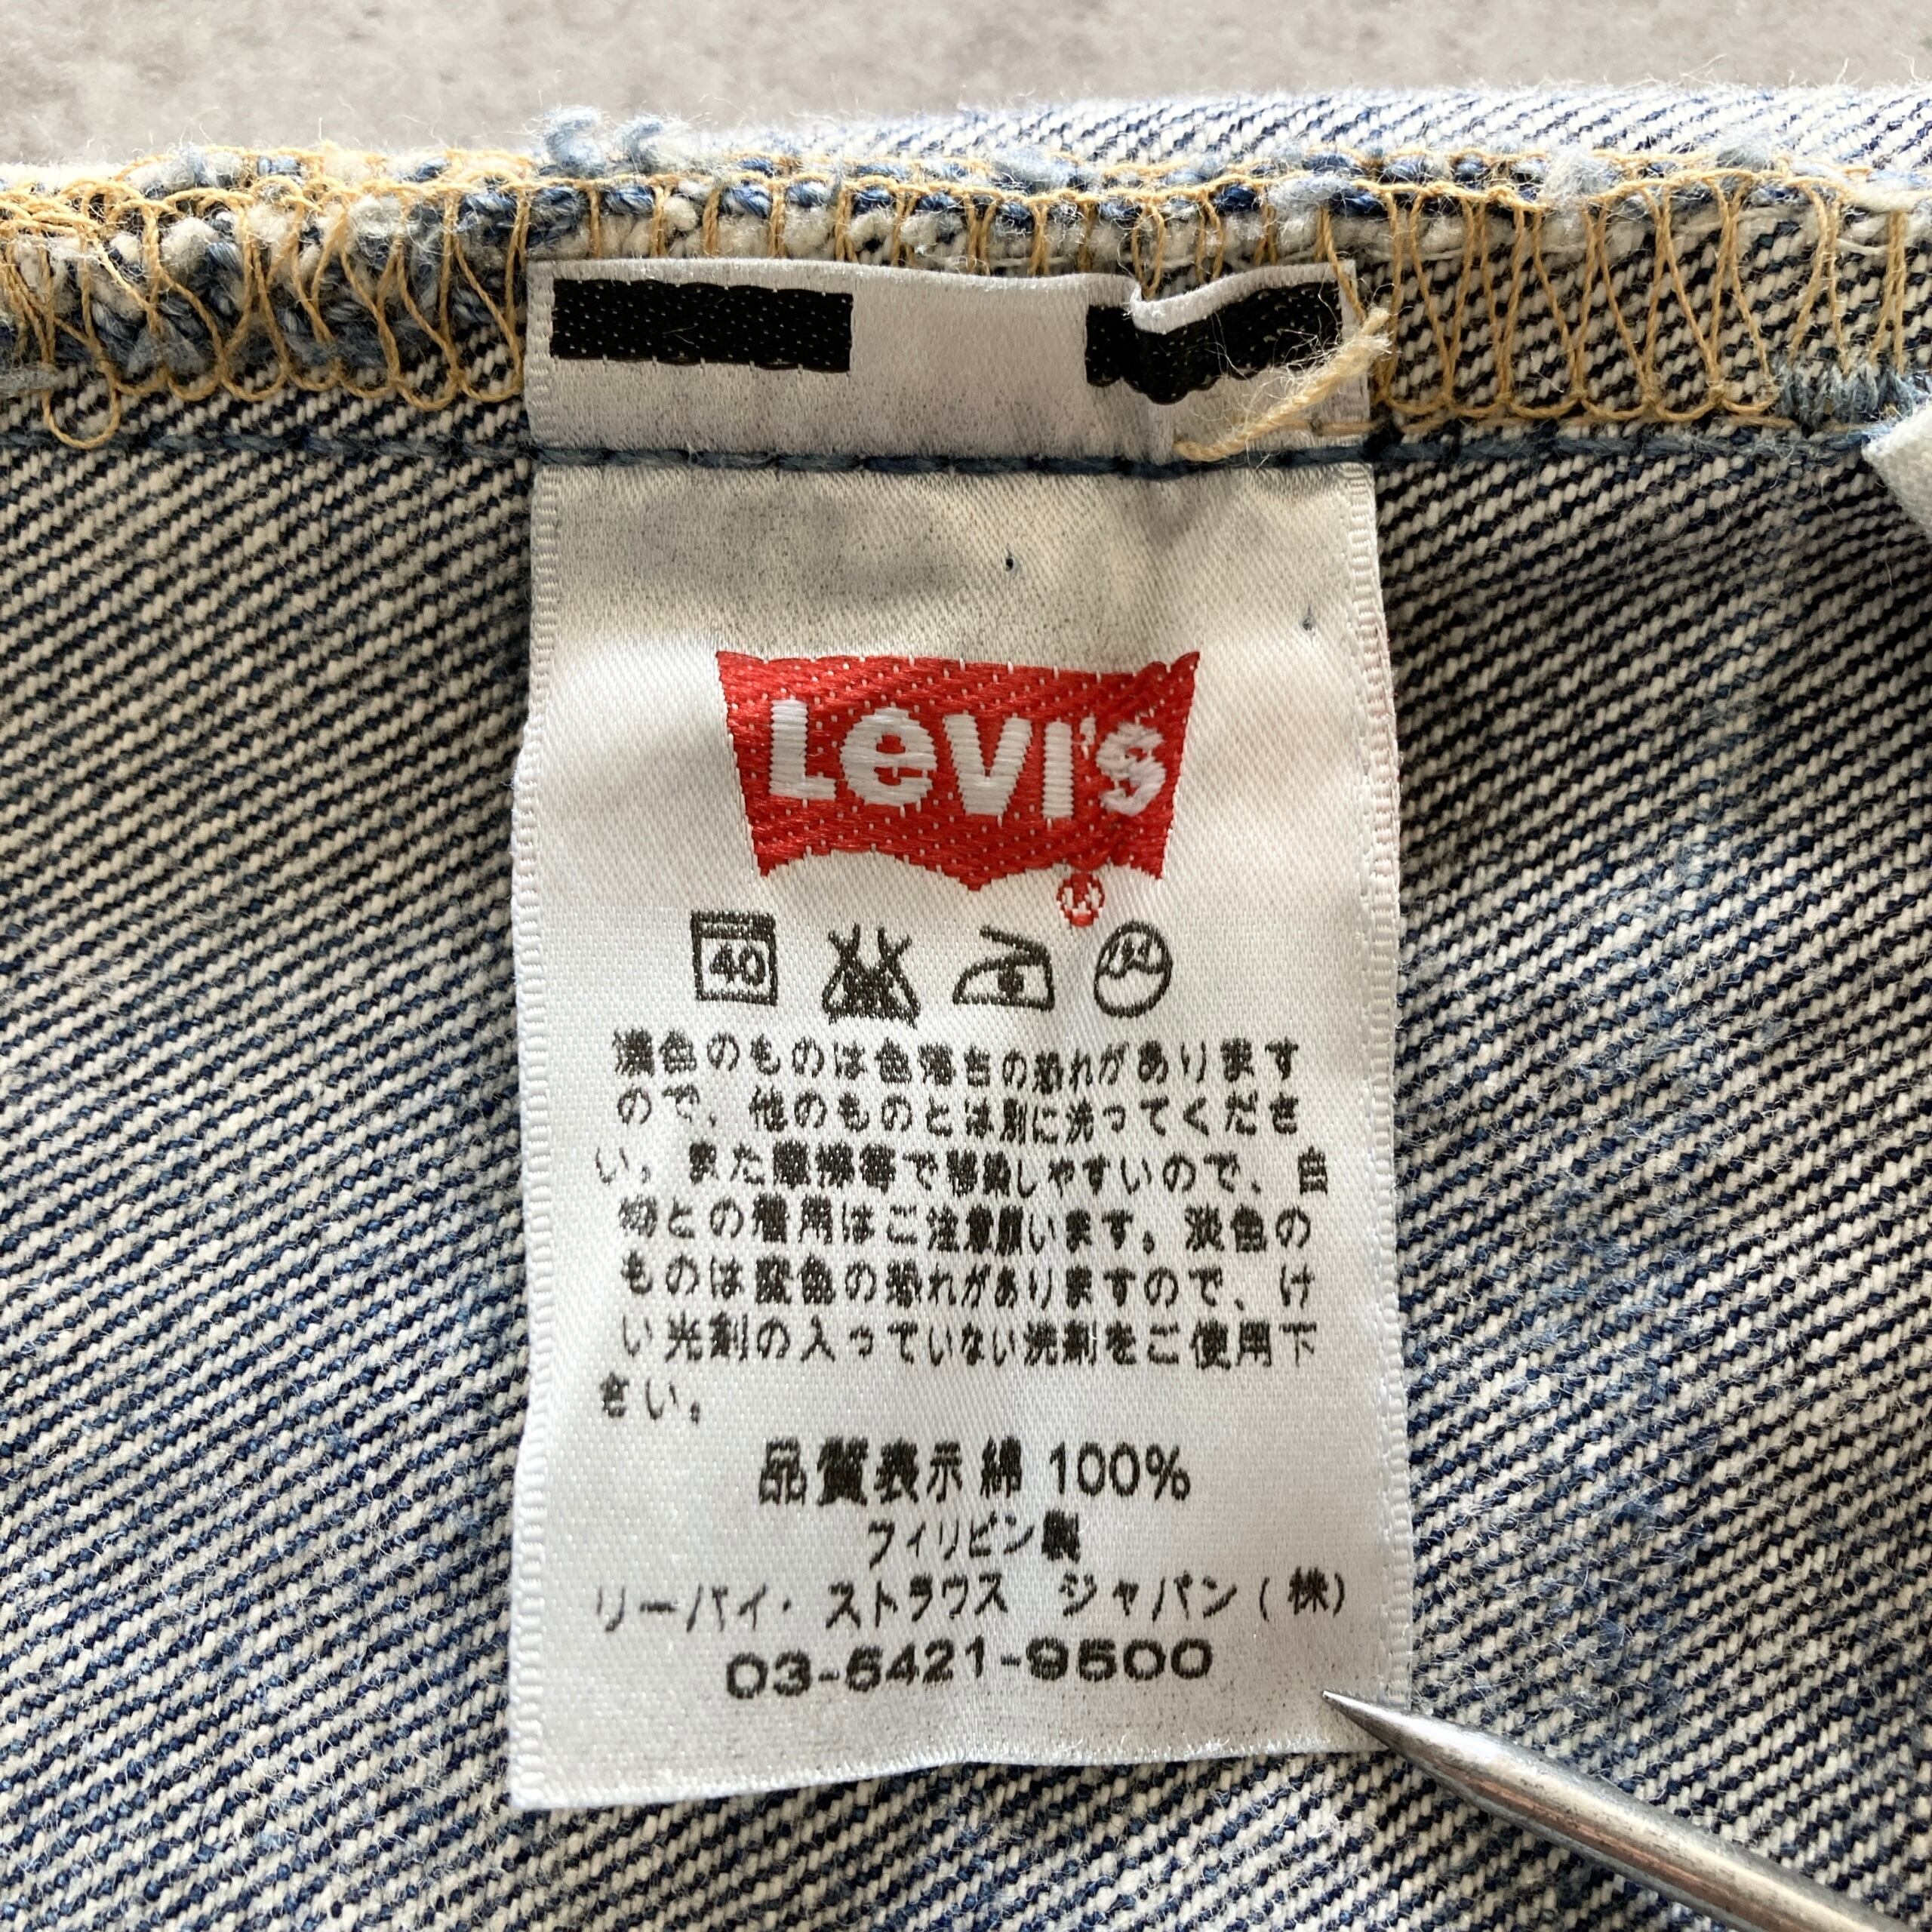 Levi's
40
濃色のものは色落ちの恐れがあります
ので、他のものとは別に洗ってくださ
い。また摩擦等で移染しやすいので、白
物との着用はご注意願います。淡色の
ものは変色の恐れがありますので、け
い光剤の入っていない洗剤をご使用下
さい。
品質表示 綿 100%
フィリピン製
リーバイ・ストラウス ジャパン(株)
03-5421-9500